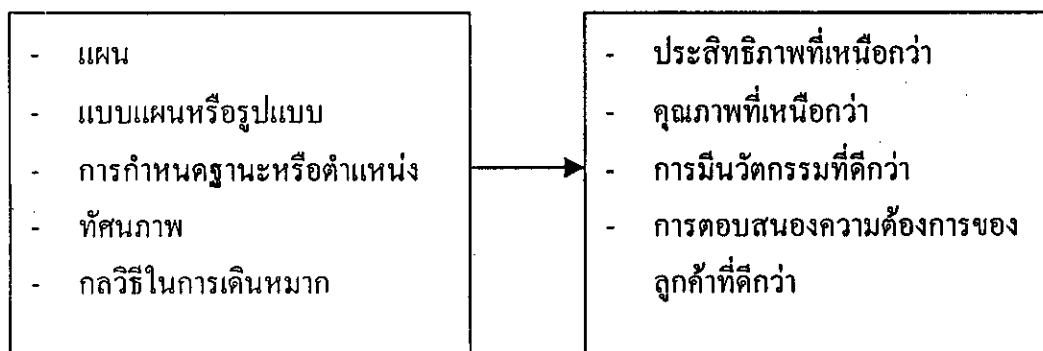 - แผน
- แบบแผนหรือรูปแบบ
- การกำหนดฐานะหรือตำแหน่ง
- ทัศนภาพ
- กลวิธีในการเดินหมาก
- ประสิทธิภาพที่เหนือกว่า
- คุณภาพที่เหนือกว่า
- การมีนวัตกรรมที่ดีกว่า
- การตอบสนองความต้องการของ
ลูกค้าที่ดีกว่า